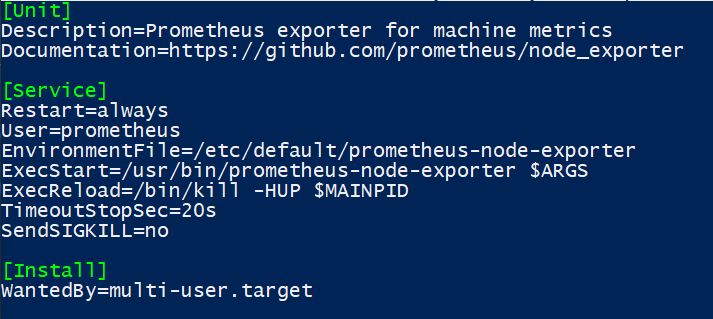 [Unit]
Description=Prometheus exporter for machine metrics
Documentation=https://github.com/prometheus/node_exporter
[Service]
Restart=always
User=prometheus
EnvironmentFile=/etc/default/prometheus-node-exporter
ExecStart=/usr/bin/prometheus-node-exporter $ARGS
ExecReload=/bin/kill -HUP $MAINPID
TimeoutStopSec=20s
SendSIGKILL=no
[Install]
WantedBy=multi-user.target